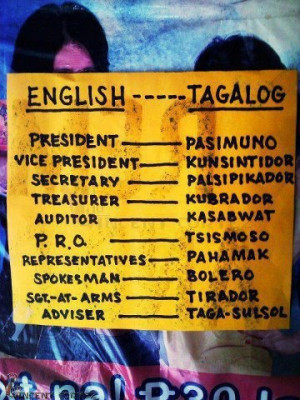 ENGLISH ----- TAGALOG
PRESIDENT — PASIMUNO
VICE PRESIDENT — KUNSINTIDOR
SECRETARY — PALSIPIKADOR
TREASURER — KUBRADOR
AUDITOR — KASABWAT
P.R.O. — TSISMOSO
REPRESENTATIVES — PAHAMAK
SPOKESMAN — BOLERO
SGT.-AT-ARMS — TIRADOR
ADVISER — TAGA-SULSOL